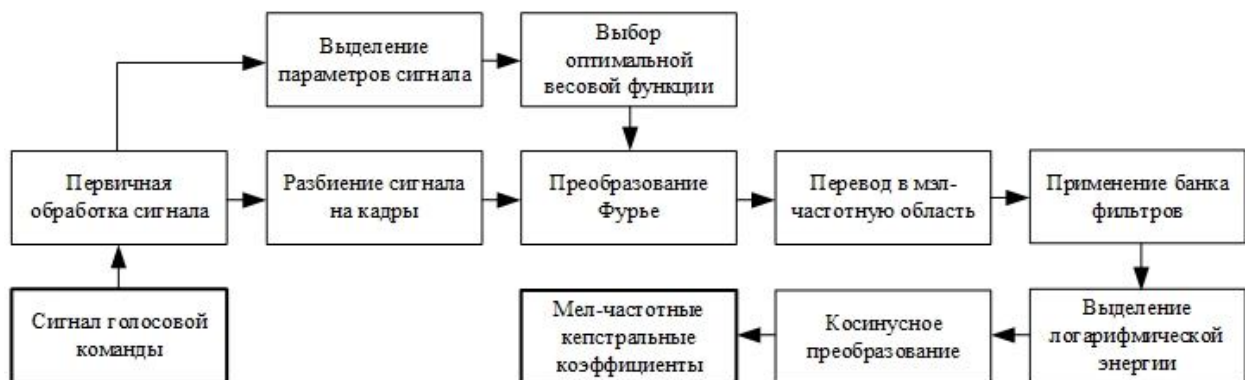 Выделение
параметров сигнала
Выбор
оптимальной
весовой функции
Первичная
обработка сигнала
Разбиение сигнала
на кадры
Преобразование
Фурье
Перевод в мэл-
частотную область
Применение банка
фильтров
Сигнал голосовой
команды
Мел-частотные
кепстральные
коэффициенты
Косинусное
преобразование
Выделение
логарифмической
энергии